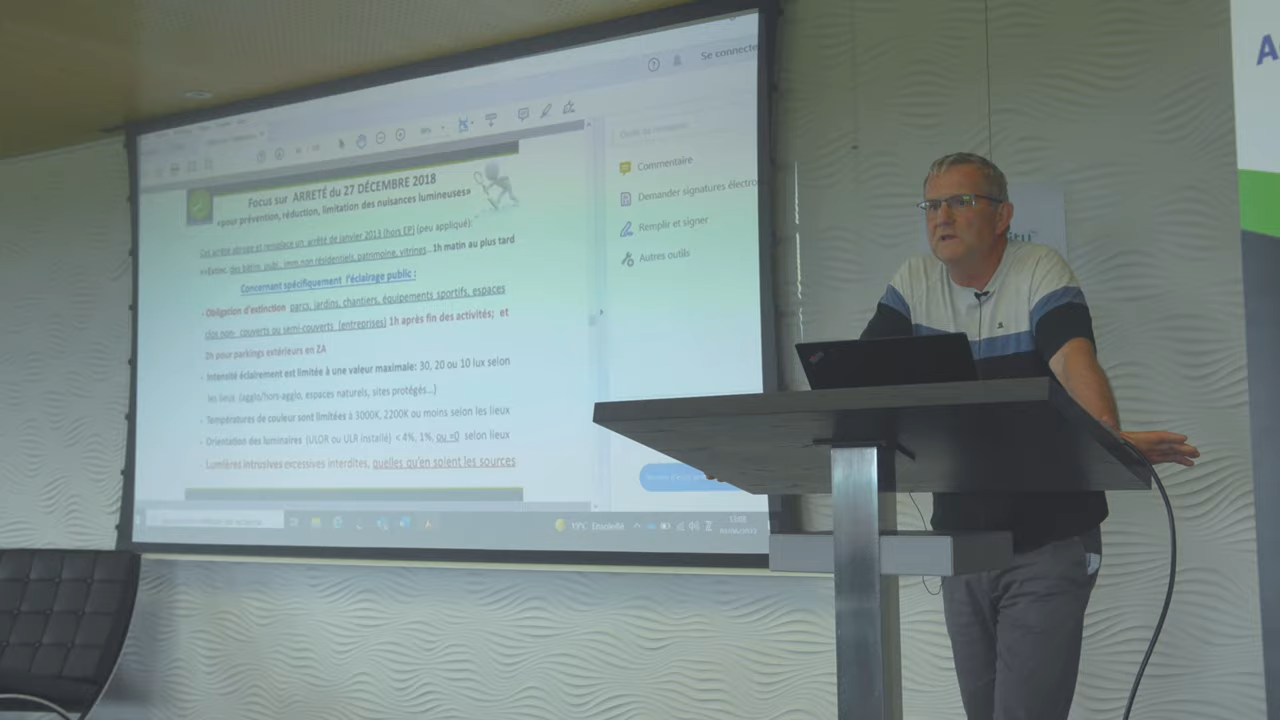 Se connecte
Commentaire
Demander signatures électro
Remplir et signer
Autres outils
Focus sur ARRETÉ du 27 DÉCEMBRE 2018
«pour prévention, réduction, limitation des nuisances lumineuses»
Cet arrêté abroge et remplace un arrêté de janvier 2013 (hors EP) (peu appliqué):
des bâtim. publ., imm.non résidentiels, patrimoine, vitrines.. 1h matin au plus tard
Concernant spécifiquement l'éclairage public :
- Obligation d'extinction parcs, jardins, chantiers, équipements sportifs, espaces
clos non- couverts ou semi-couverts (entreprises) 1h après fin des activités; et
2h pour parkings extérieurs en ZA
- Intensité éclairement est limitée à une valeur maximale: 30, 20 ou 10 lux selon
les lieux (agglo/hors-agglo, espaces naturels, sites protégés...)
- Températures de couleur sont limitées à 3000K, 2200K ou moins selon les lieux
- Orientation des luminaires (ULOR ou ULR installé) < 4%, 1%, ou =0 selon lieux
- Lumières intrusives excessives interdites, quelles qu'en soient les sources
19°C Ensoleillé
A